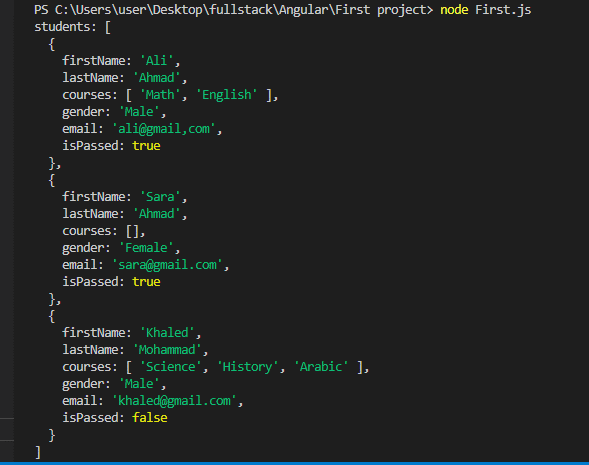 PS C:\Users\user\Desktop\fullstack\Angular\First project> node First.js
students: [
  {
    firstName: 'Ali',
    lastName: 'Ahmad',
    courses: [ 'Math', 'English' ],
    gender: 'Male',
    email: 'ali@gmail,com',
    isPassed: true
  },
  {
    firstName: 'Sara',
    lastName: 'Ahmad',
    courses: [],
    gender: 'Female',
    email: 'sara@gmail.com',
    isPassed: true
  },
  {
    firstName: 'Khaled',
    lastName: 'Mohammad',
    courses: [ 'Science', 'History', 'Arabic' ],
    gender: 'Male',
    email: 'khaled@gmail.com',
    isPassed: false
  }
]